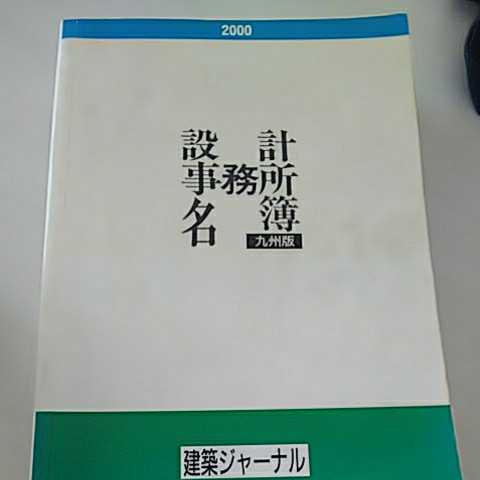 2000
設計
事務所
名簿
九州版
建築ジャーナル